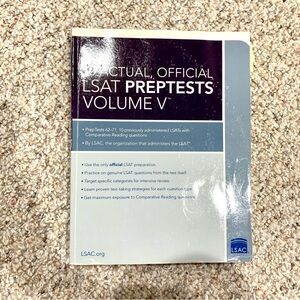 ACTUAL, OFFICIAL
LSAT PREPTESTS
VOLUME V™
• PrepTests 62–71, 10 previously administered LSATs with
Comparative Reading questions
• By LSAC, the organization that administers the LSAT®
• Use the only official LSAT preparation.
• Practice on genuine LSAT questions from the test itself.
• Target specific categories for intensive review.
• Learn proven test-taking strategies for each question type.
• Get maximum exposure to Comparative Reading questions.
LSAC.org
LSAC